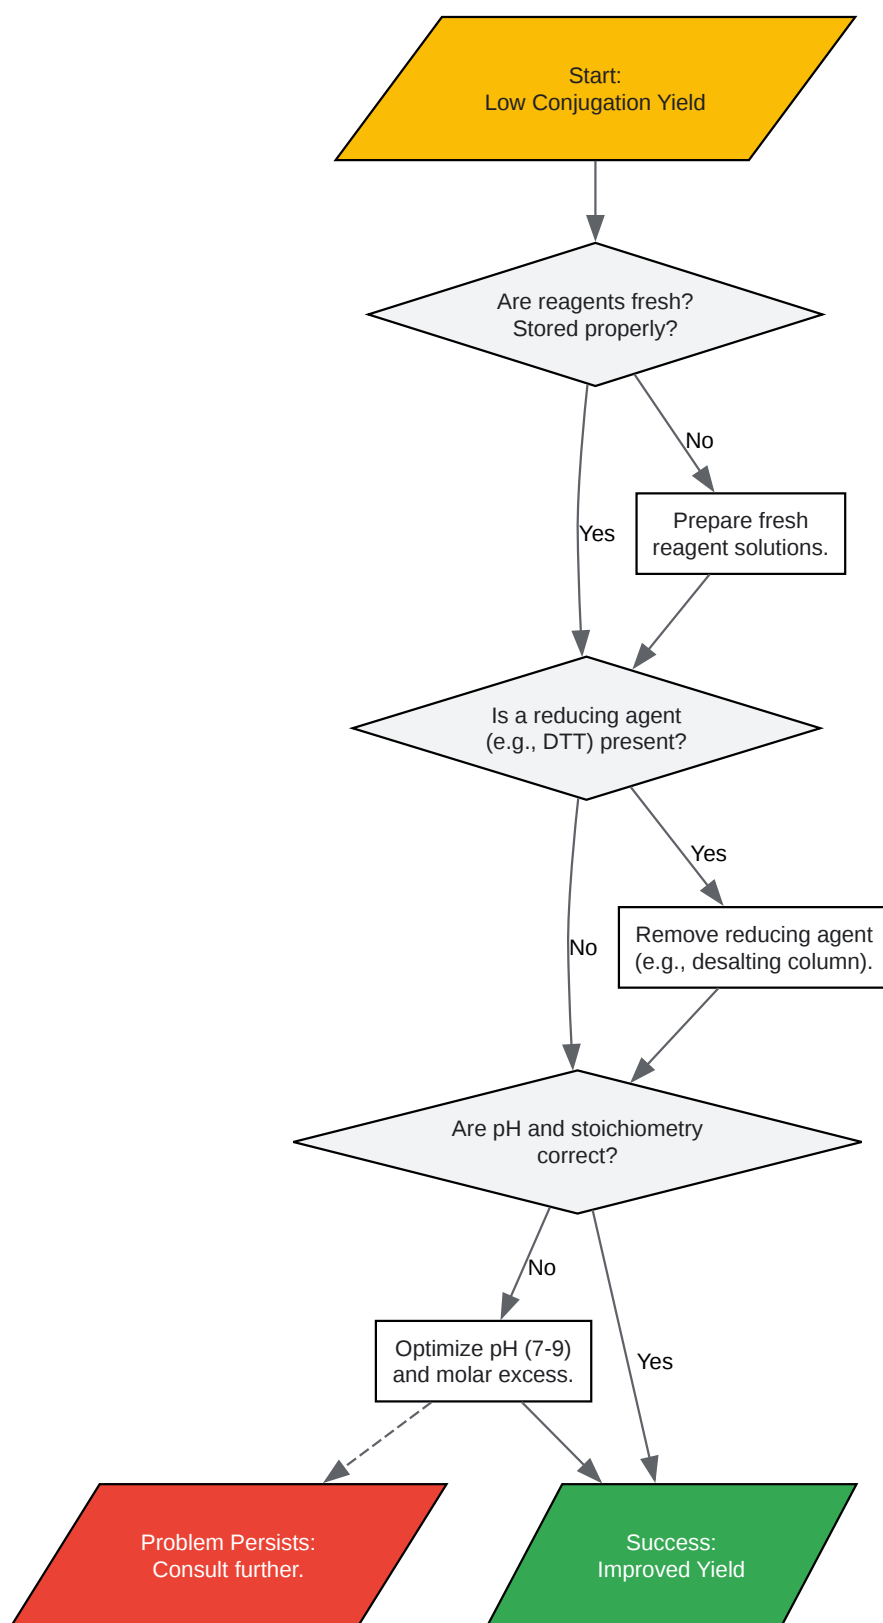 Start:
Low Conjugation Yield
Are reagents fresh?
Stored properly?
No
Yes
Prepare fresh
reagent solutions.
Is a reducing agent
(e.g., DTT) present?
Yes
No
Remove reducing agent
(e.g., desalting column).
Are pH and stoichiometry
correct?
No
Yes
Optimize pH (7-9)
and molar excess.
Problem Persists:
Consult further.
Success:
Improved Yield